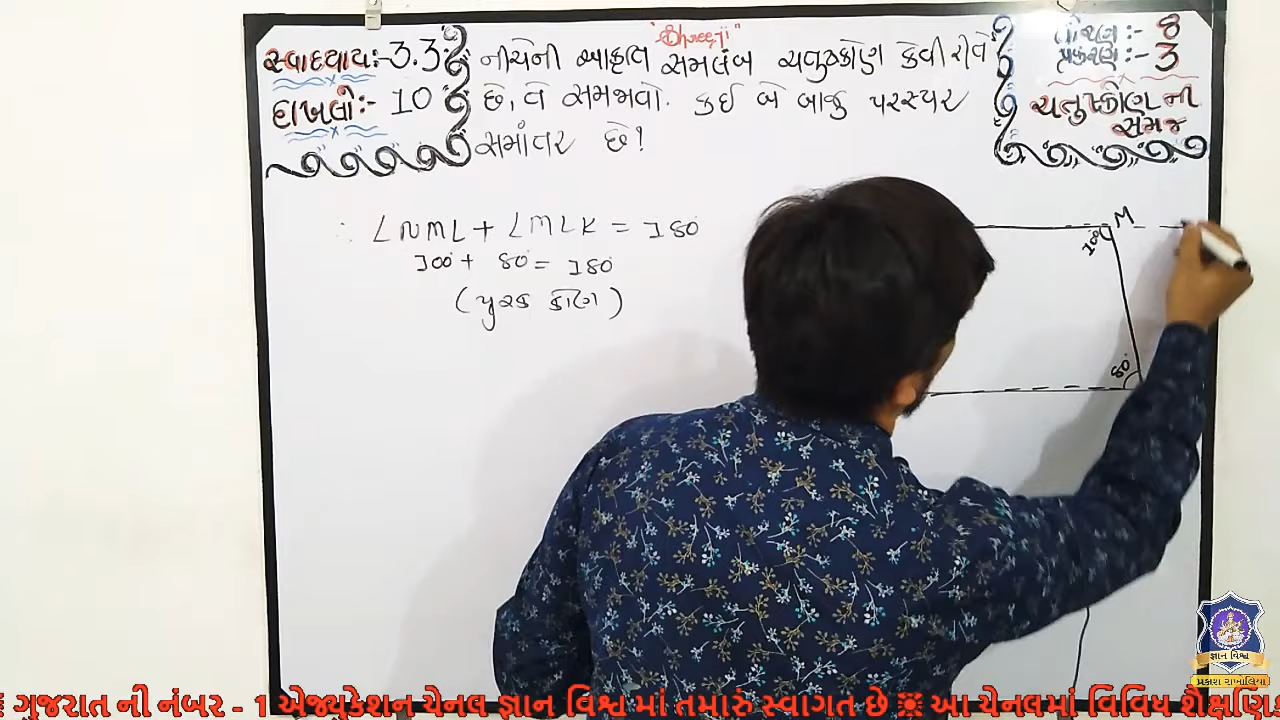 "Shreeji"
સ્વાધ્યાય:- 3.3
દાખલો:- 10
નીચેની આકૃતિ સમલંબ ચતુષ્કોણ કેવી રીતે
છે, તે સમજાવો. કઈ બે બાજુ પરસ્પર
સમાંતર છે?
ધોરણ:- 8
પ્રકરણ:- 3
ચતુષ્કોણ ની
સમજ
∴ ∠NML + ∠MLK = 180°
100° + 80° = 180°
(પુરક કોણ)
M
100°
80°
જ્ઞાન વિશ્વ
પ્રકાશ રાખોલિયા
ગુજરાત ની નંબર - 1 એજ્યુકેશન ચેનલ જ્ઞાન વિશ્વ માં તમારું સ્વાગત છે ※ આ ચેનલમાં વિવિધ શૈક્ષણિક